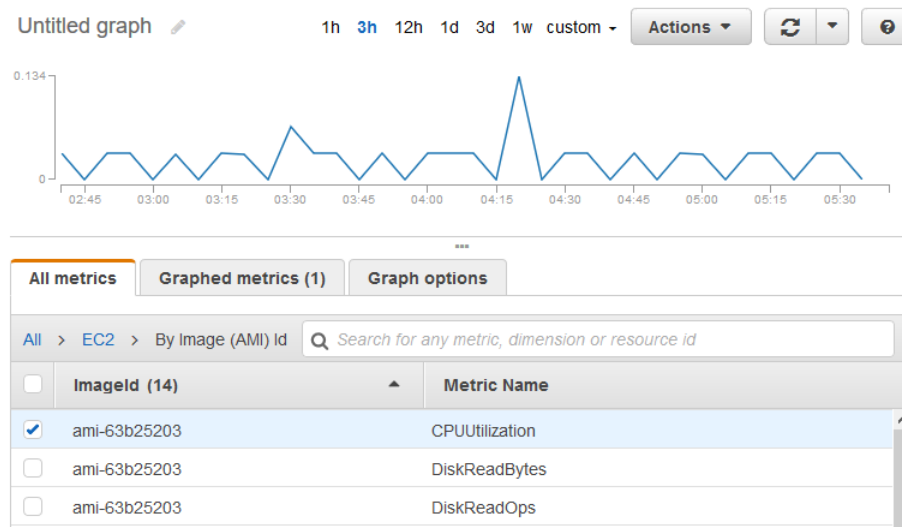 Untitled graph 1h 3h 12h 1d 3d 1w custom Actions ?
0.134
0
02:45 03:00 03:15 03:30 03:45 04:00 04:15 04:30 04:45 05:00 05:15 05:30
All metrics Graphed metrics (1) Graph options
All > EC2 > By Image (AMI) Id Search for any metric, dimension or resource id
ImageId (14) Metric Name
ami-63b25203 CPUUtilization
ami-63b25203 DiskReadBytes
ami-63b25203 DiskReadOps